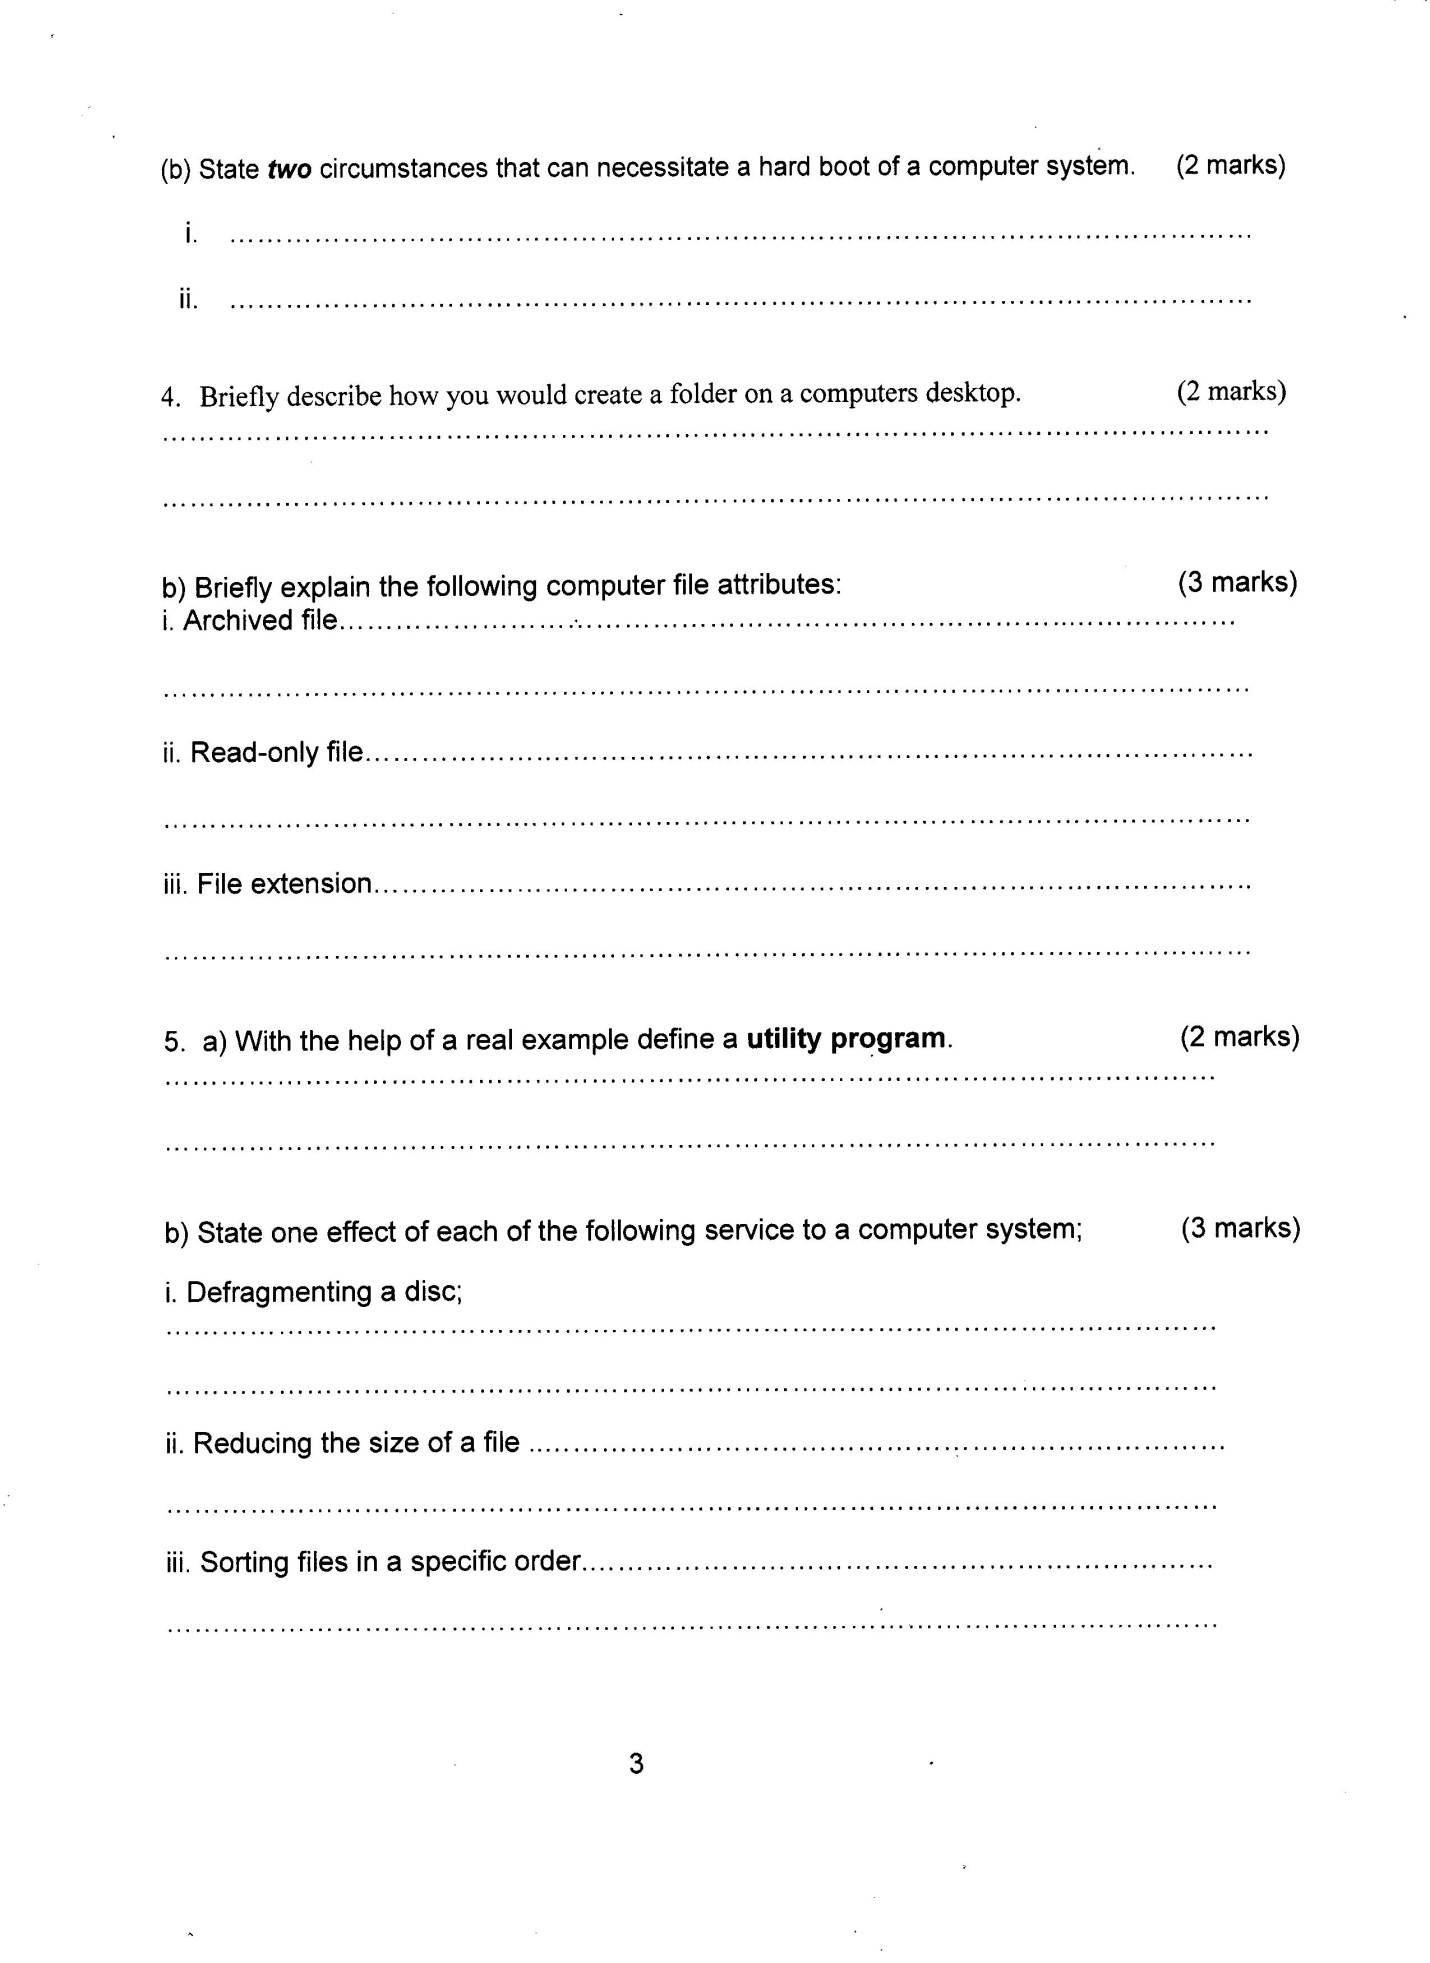 (b) State two circumstances that can necessitate a hard boot of a computer system. (2 marks)
i. ........................................................................................................................
ii. ........................................................................................................................
4. Briefly describe how you would create a folder on a computers desktop. (2 marks)
........................................................................................................................
........................................................................................................................
b) Briefly explain the following computer file attributes: (3 marks)
i. Archived file........................................................................................................
........................................................................................................................
ii. Read-only file........................................................................................................
........................................................................................................................
iii. File extension........................................................................................................
........................................................................................................................
5. a) With the help of a real example define a utility program. (2 marks)
........................................................................................................................
........................................................................................................................
b) State one effect of each of the following service to a computer system; (3 marks)
i. Defragmenting a disc;
........................................................................................................................
........................................................................................................................
ii. Reducing the size of a file ................................................................................
........................................................................................................................
iii. Sorting files in a specific order........................................................................
........................................................................................................................
3